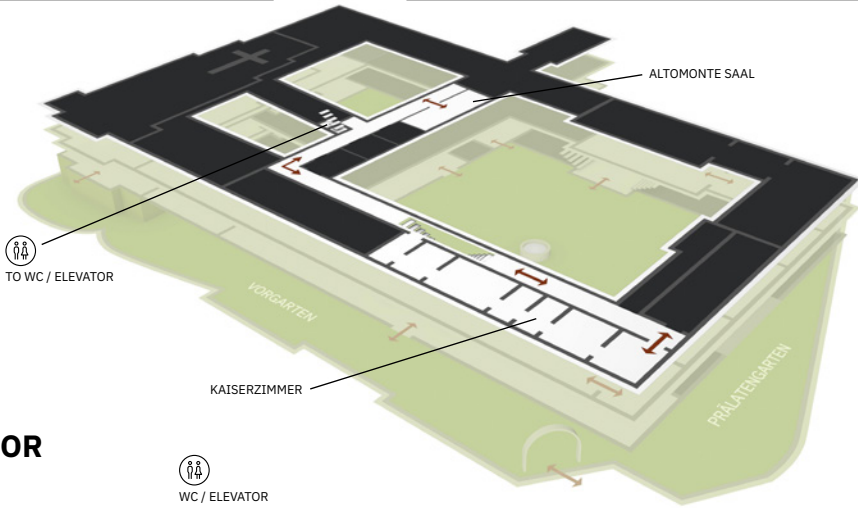 ALTOMONTE SAAL
TO WC / ELEVATOR
VORGARTEN
KAISERZIMMER
PRÄLATENGARTEN
OR
WC / ELEVATOR